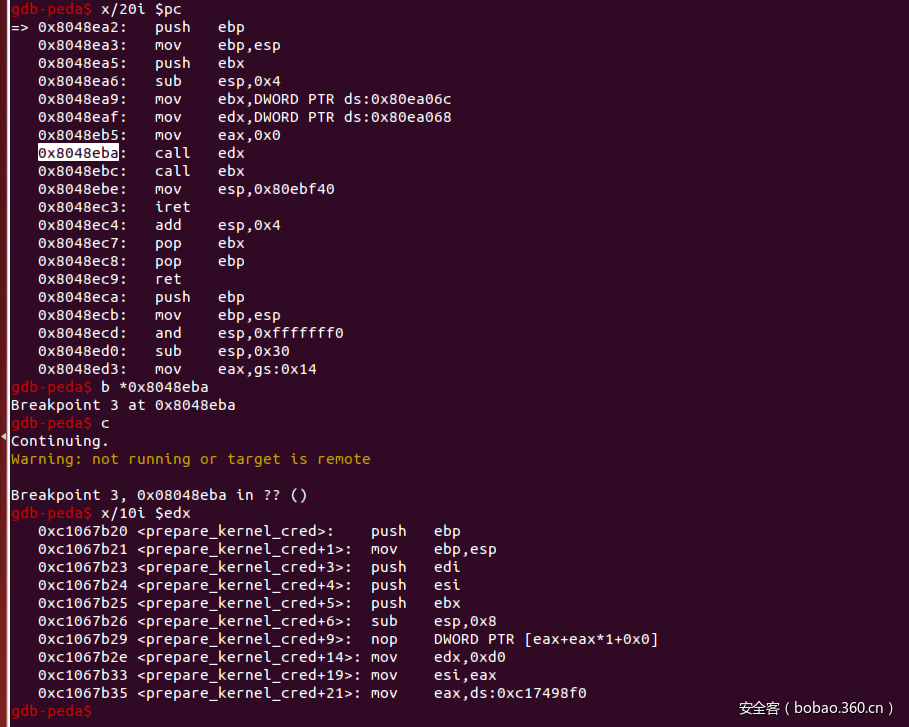 gdb-peda$ x/20i $pc
=> 0x8048ea2: push ebp
0x8048ea3: mov ebp,esp
0x8048ea5: push ebx
0x8048ea6: sub esp,0x4
0x8048ea9: mov ebx,DWORD PTR ds:0x80ea06c
0x8048eaf: mov edx,DWORD PTR ds:0x80ea068
0x8048eb5: mov eax,0x0
0x8048eba: call edx
0x8048ebc: call ebx
0x8048ebe: mov esp,0x80ebf40
0x8048ec3: iret
0x8048ec4: add esp,0x4
0x8048ec7: pop ebx
0x8048ec8: pop ebp
0x8048ec9: ret
0x8048eca: push ebp
0x8048ecb: mov ebp,esp
0x8048ecd: and esp,0xfffffff0
0x8048ed0: sub esp,0x30
0x8048ed3: mov eax,gs:0x14
gdb-peda$ b *0x8048eba
Breakpoint 3 at 0x8048eba
gdb-peda$ c
Continuing.
Warning: not running or target is remote
Breakpoint 3, 0x08048eba in ?? ()
gdb-peda$ x/10i $edx
0xc1067b20 <prepare_kernel_cred>: push ebp
0xc1067b21 <prepare_kernel_cred+1>: mov ebp,esp
0xc1067b23 <prepare_kernel_cred+3>: push edi
0xc1067b24 <prepare_kernel_cred+4>: push esi
0xc1067b25 <prepare_kernel_cred+5>: push ebx
0xc1067b26 <prepare_kernel_cred+6>: sub esp,0x8
0xc1067b29 <prepare_kernel_cred+9>: nop DWORD PTR [eax+eax*1+0x0]
0xc1067b2e <prepare_kernel_cred+14>: mov edx,0xd0
0xc1067b33 <prepare_kernel_cred+19>: mov esi,eax
0xc1067b35 <prepare_kernel_cred+21>: mov eax,ds:0xc17498f0
gdb-peda$
安全客（bobao.360.cn）